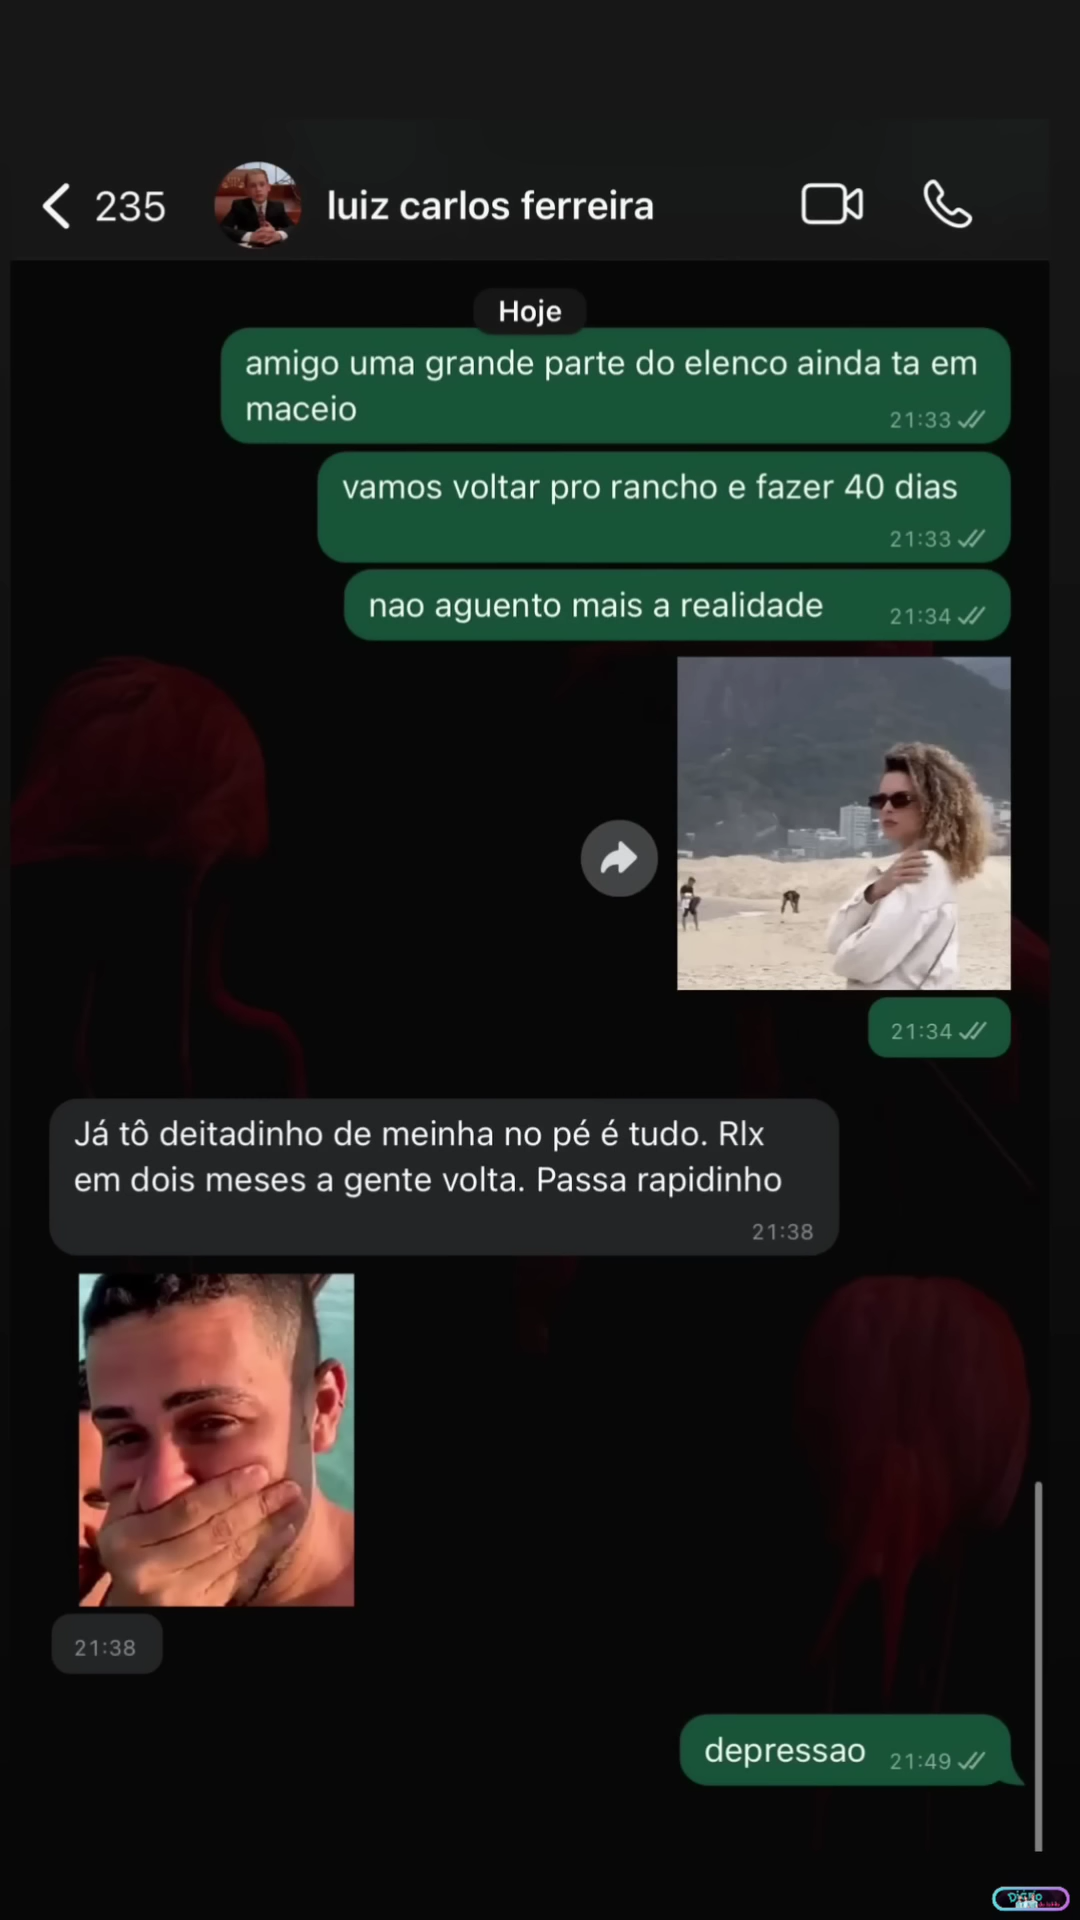 235
luiz carlos ferreira
Hoje
amigo uma grande parte do elenco ainda ta em
maceio
21:33
vamos voltar pro rancho e fazer 40 dias
21:33
nao aguento mais a realidade
21:34
21:34
Já tô deitadinho de meinha no pé é tudo. Rlx
em dois meses a gente volta. Passa rapidinho
21:38
21:38
depressao
21:49